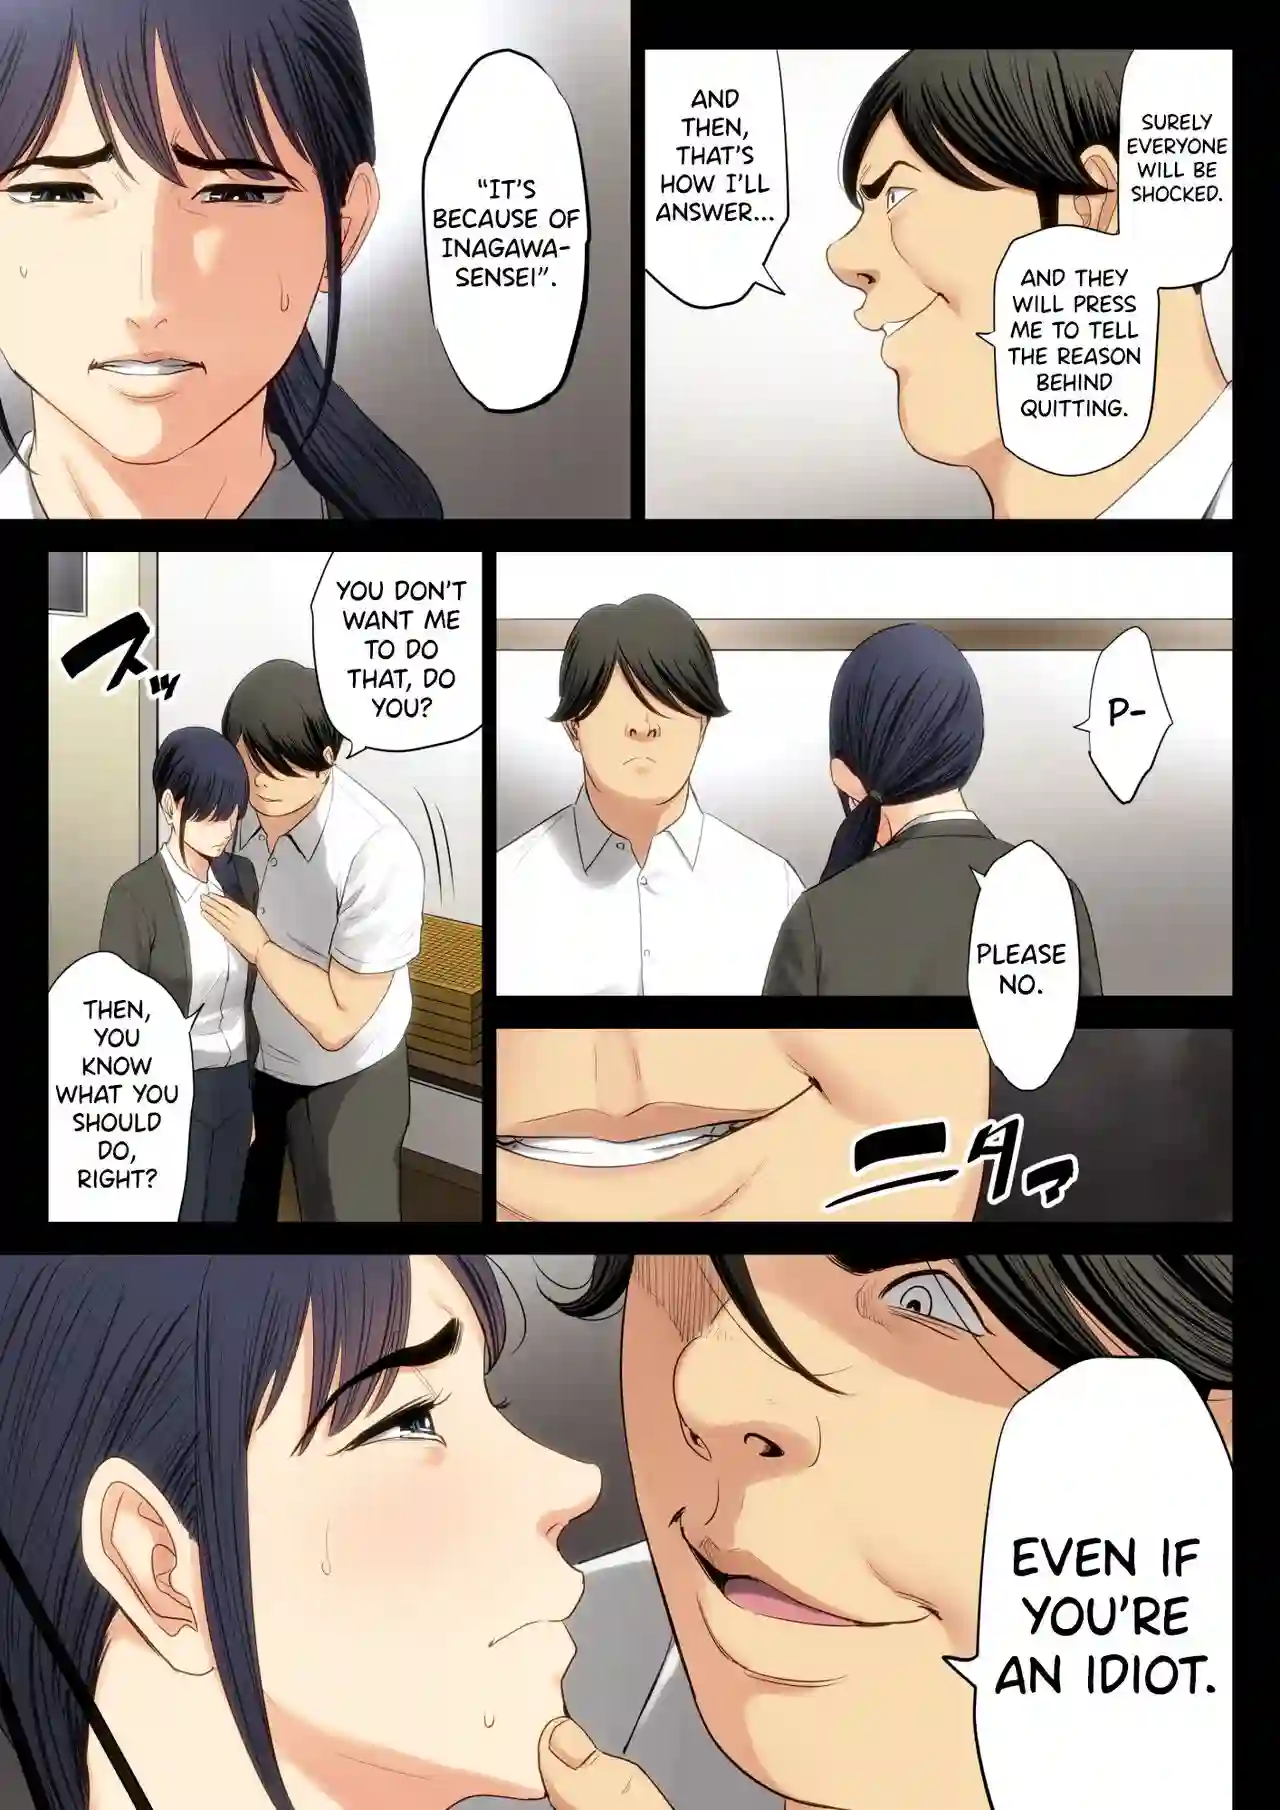 SURELY
EVERYONE
WILL BE
SHOCKED.
AND THEY
WILL PRESS
ME TO TELL
THE REASON
BEHIND
QUITTING.
AND
THEN,
THAT'S
HOW I'LL
ANSWER...
"IT'S
BECAUSE OF
INAGAWA-
SENSEI".
P-
PLEASE
NO.
ニタァ
YOU DON'T
WANT ME
TO DO
THAT, DO
YOU?
スッ
THEN,
YOU
KNOW
WHAT YOU
SHOULD
DO,
RIGHT?
EVEN IF
YOU'RE
AN IDIOT.